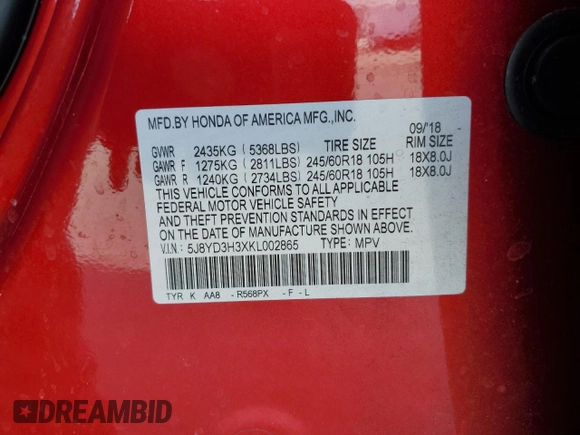 MFD.BY HONDA OF AMERICA MFG.,INC.
09/'18
GVWR 2435KG ( 5368LBS) TIRE SIZE RIM SIZE
GAWR F 1275KG ( 2811LBS) 245/60R18 105H 18X8.0J
GAWR R 1240KG ( 2734LBS) 245/60R18 105H 18X8.0J
THIS VEHICLE CONFORMS TO ALL APPLICABLE
FEDERAL MOTOR VEHICLE SAFETY
AND THEFT PREVENTION STANDARDS IN EFFECT
ON THE DATE OF MANUFACTURE SHOWN ABOVE.
V.I.N.: 5J8YD3H3XKL002865 TYPE: MPV
TYR K AA8 - R568PX - F - L
DREAMBID